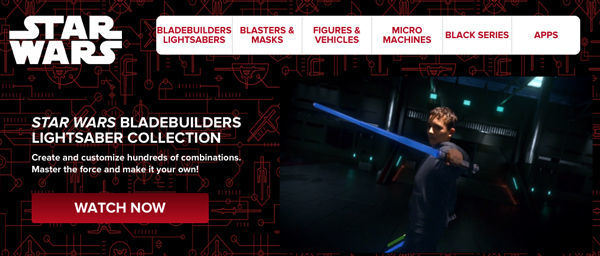 STAR
WARS
BLADEBUILDERS
LIGHTSABERS
BLASTERS &
MASKS
FIGURES &
VEHICLES
MICRO
MACHINES
BLACK SERIES
APPS
STAR WARS BLADEBUILDERS
LIGHTSABER COLLECTION
Create and customize hundreds of combinations.
Master the force and make it your own!
WATCH NOW